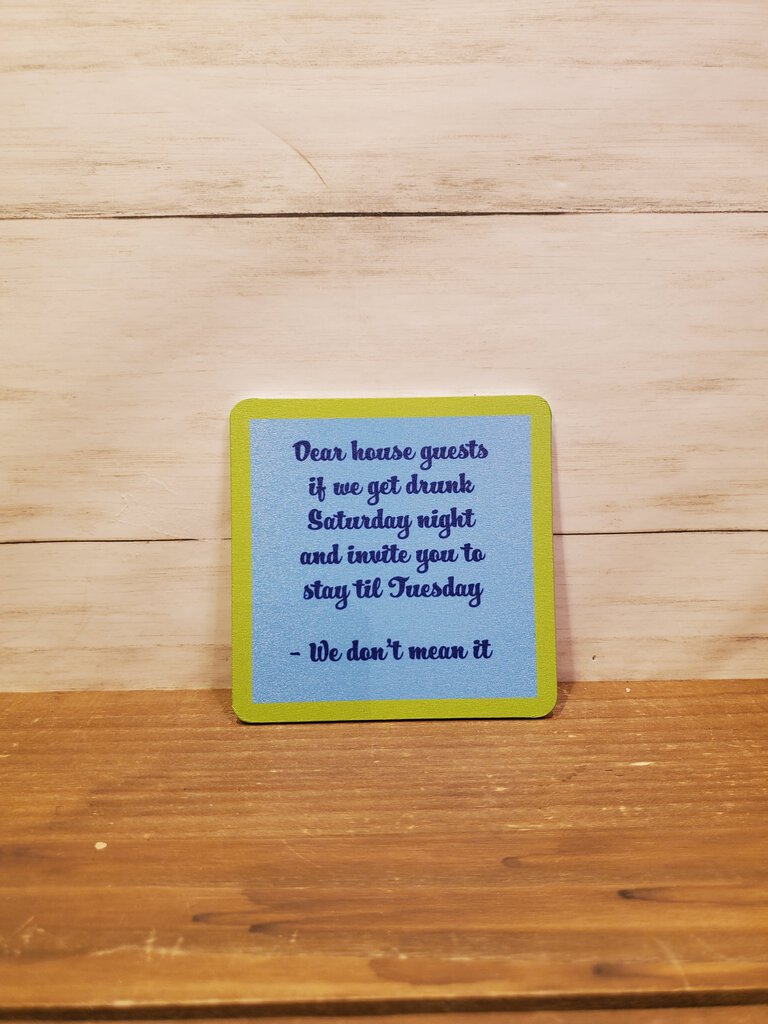 Dear house guests
if we get drunk
Saturday night
and invite you to
stay til Tuesday
- We don't mean it